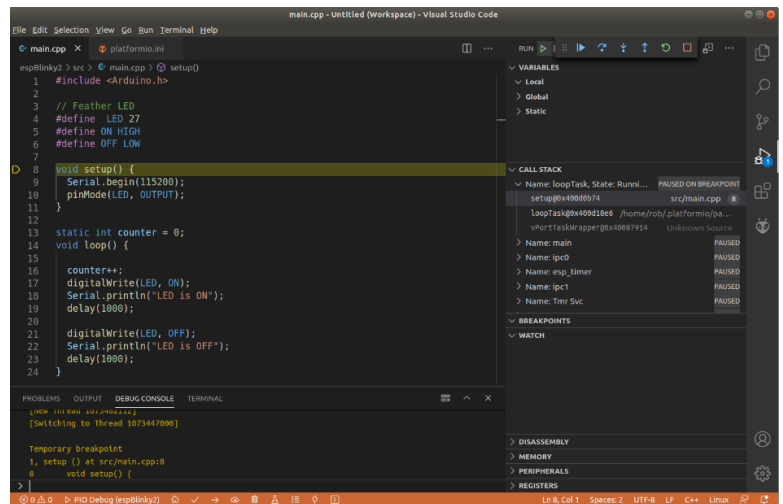 main.cpp - Untitled (Workspace) - Visual Studio Code
File Edit Selection View Go Run Terminal Help
main.cpp
platformio.ini
espBlinky2 > src > main.cpp > setup()
1 #include <Arduino.h>
2
3 // Feather LED
4 #define LED 27
5 #define ON HIGH
6 #define OFF LOW
7
8 void setup() {
9 Serial.begin(115200);
10 pinMode(LED, OUTPUT);
11 }
12
13 static int counter = 0;
14 void loop() {
15
16 counter++;
17 digitalWrite(LED, ON);
18 Serial.println("LED is ON");
19 delay(1000);
20
21 digitalWrite(LED, OFF);
22 Serial.println("LED is OFF");
23 delay(1000);
24 }
PROBLEMS OUTPUT DEBUG CONSOLE TERMINAL
[New Thread 1073462112]
[Switching to Thread 1073447000]
Temporary breakpoint
1, setup () at src/main.cpp:8
8 void setup() {
>
RUN
VARIABLES
Local
Global
Static
CALL STACK
Name: loopTask, State: Runni... PAUSED ON BREAKPOINT
setup@0x400d0b74 src/main.cpp 8
loopTask@0x400d18e6 /home/rob/.platformio/pa...
vPortTaskWrapper@0x40087914 Unknown Source
Name: main PAUSED
Name: ipc0 PAUSED
Name: esp_timer PAUSED
Name: ipc1 PAUSED
Name: Tmr Svc PAUSED
BREAKPOINTS
WATCH
DISASSEMBLY
MEMORY
PERIPHERALS
REGISTERS
1
0 0 PIO Debug (espBlinky2) Ln 8, Col 1 Spaces: 2 UTF-8 LF C++ Linux